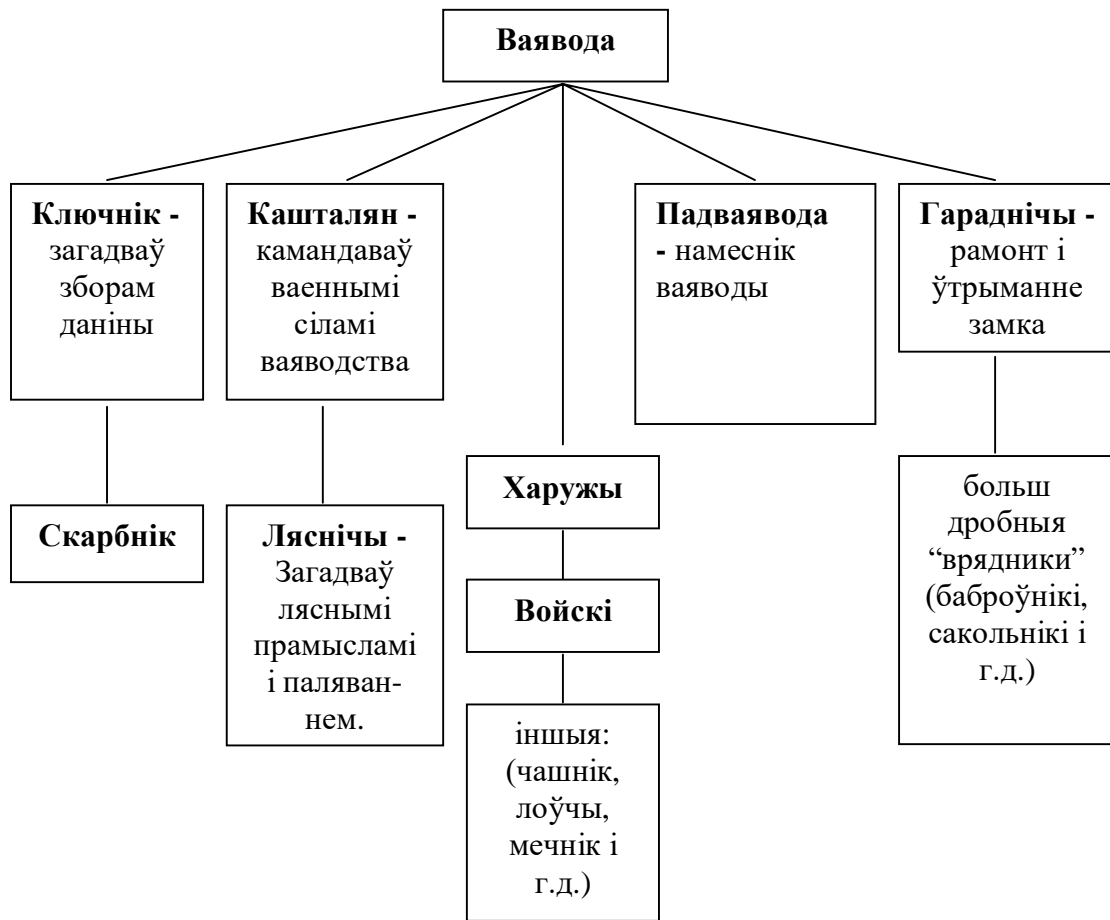 Ваявода
Ключнік -
загадваў
зборам
даніны
Кашталян -
камандаваў
ваеннымі
сіламі
ваяводства
Падваявода
- намеснік
ваяводы
Гараднічы -
рамонт і
ўтрыманне
замка
Скарбнік
Ляснічы -
Загадваў
ляснымі
прамысламі
і паляван-
нем.
Харужы
Войскі
іншыя:
(чашнік,
лоўчы,
мечнік і
г.д.)
больш
дробныя
“врядники”
(баброўнікі,
сакольнікі і
г.д.)